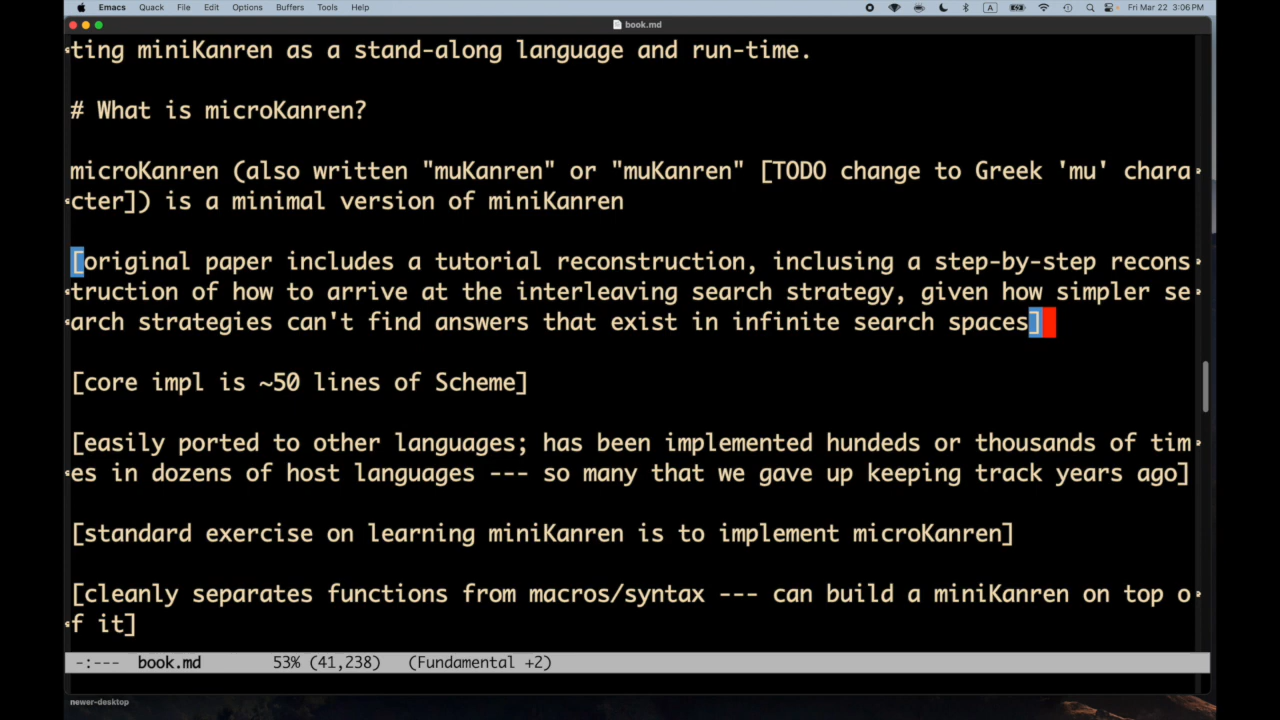 Emacs Quack File Edit Options Buffers Tools Help A Fri Mar 22 3:06 PM
book.md
ting miniKanren as a stand-along language and run-time.
# What is microKanren?
microKanren (also written "muKanren" or "muKanren" [TODO change to Greek 'mu' chara
cter]) is a minimal version of miniKanren
[original paper includes a tutorial reconstruction, inclusing a step-by-step recons
truction of how to arrive at the interleaving search strategy, given how simpler se
arch strategies can't find answers that exist in infinite search spaces]
[core impl is ~50 lines of Scheme]
[easily ported to other languages; has been implemented hundeds or thousands of tim
es in dozens of host languages --- so many that we gave up keeping track years ago]
[standard exercise on learning miniKanren is to implement microKanren]
[cleanly separates functions from macros/syntax --- can build a miniKanren on top o
f it]
-:--- book.md 53% (41,238) (Fundamental +2)
newer-desktop